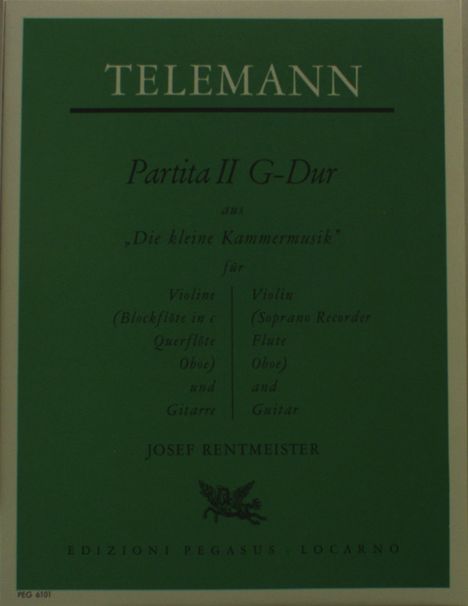 TELEMANN
Partita II G-Dur
aus
„Die kleine Kammermusik"
für
Violine
(Blockflöte in c
Querflöte
Oboe)
und
Gitarre
Violin
(Soprano Recorder
Flute
Oboe)
and
Guitar
JOSEF RENTMEISTER
EDIZIONI PEGASUS · LOCARNO
PEG 6101